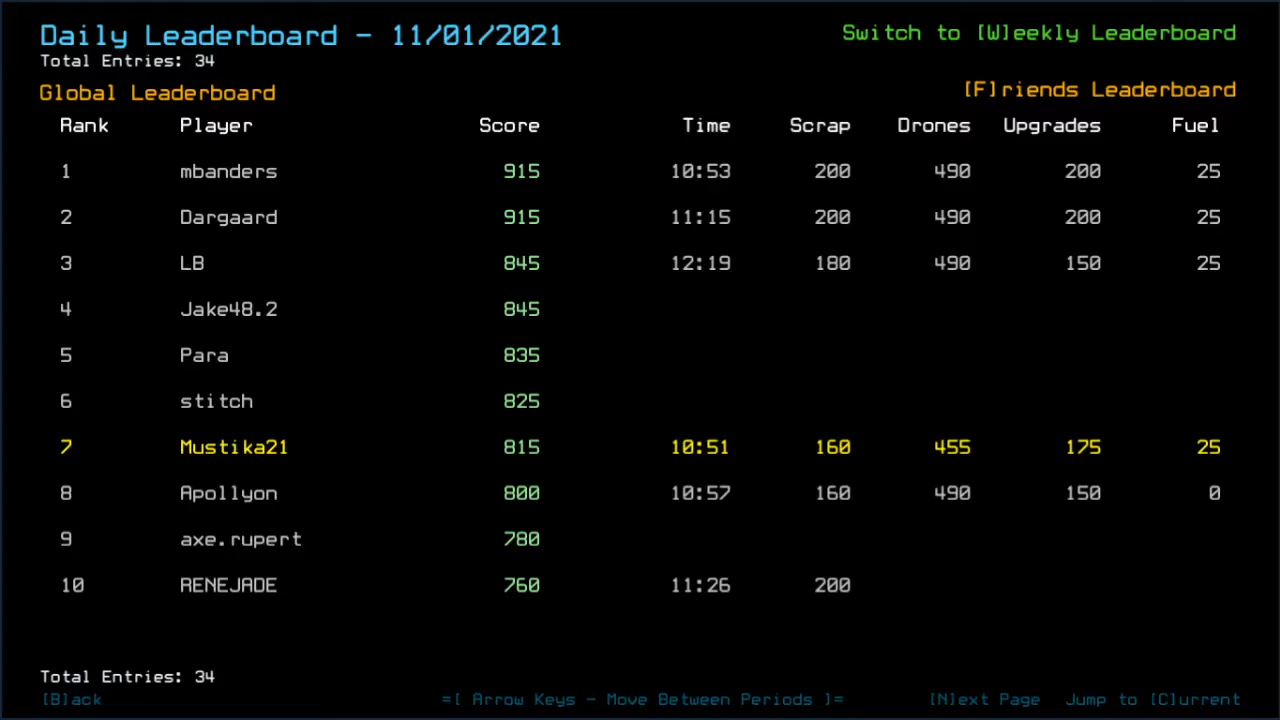 Daily Leaderboard - 11/01/2021 Switch to [W]eekly Leaderboard
Total Entries: 34
Global Leaderboard [F]riends Leaderboard
Rank Player Score Time Scrap Drones Upgrades Fuel
1 mbanders 915 10:53 200 490 200 25
2 Dargaard 915 11:15 200 490 200 25
3 LB 845 12:19 180 490 150 25
4 Jake48.2 845
5 Para 835
6 stitch 825
7 Mustika21 815 10:51 160 455 175 25
8 Apollyon 800 10:57 160 490 150 0
9 axe.rupert 780
10 RENEJADE 760 11:26 200
Total Entries: 34
[B]ack =[ Arrow Keys - Move Between Periods ]= [N]ext Page Jump to [C]urrent